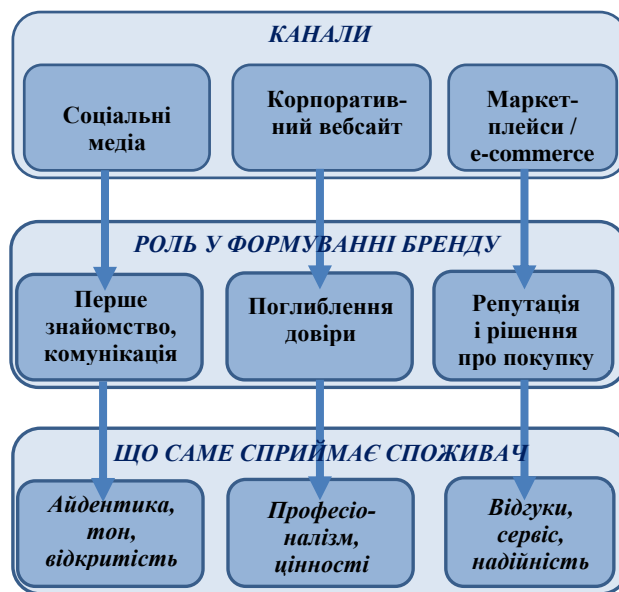 КАНАЛИ
Соціальні
медіа
Корпоратив-
ний вебсайт
Маркет-
плейси /
e-commerce
РОЛЬ У ФОРМУВАННІ БРЕНДУ
Перше
знайомство,
комунікація
Поглиблення
довіри
Репутація
і рішення
про покупку
ЩО САМЕ СПРИЙМАЄ СПОЖИВАЧ
Айдентика,
тон,
відкритість
Професіо-
налізм,
цінності
Відгуки,
сервіс,
надійність